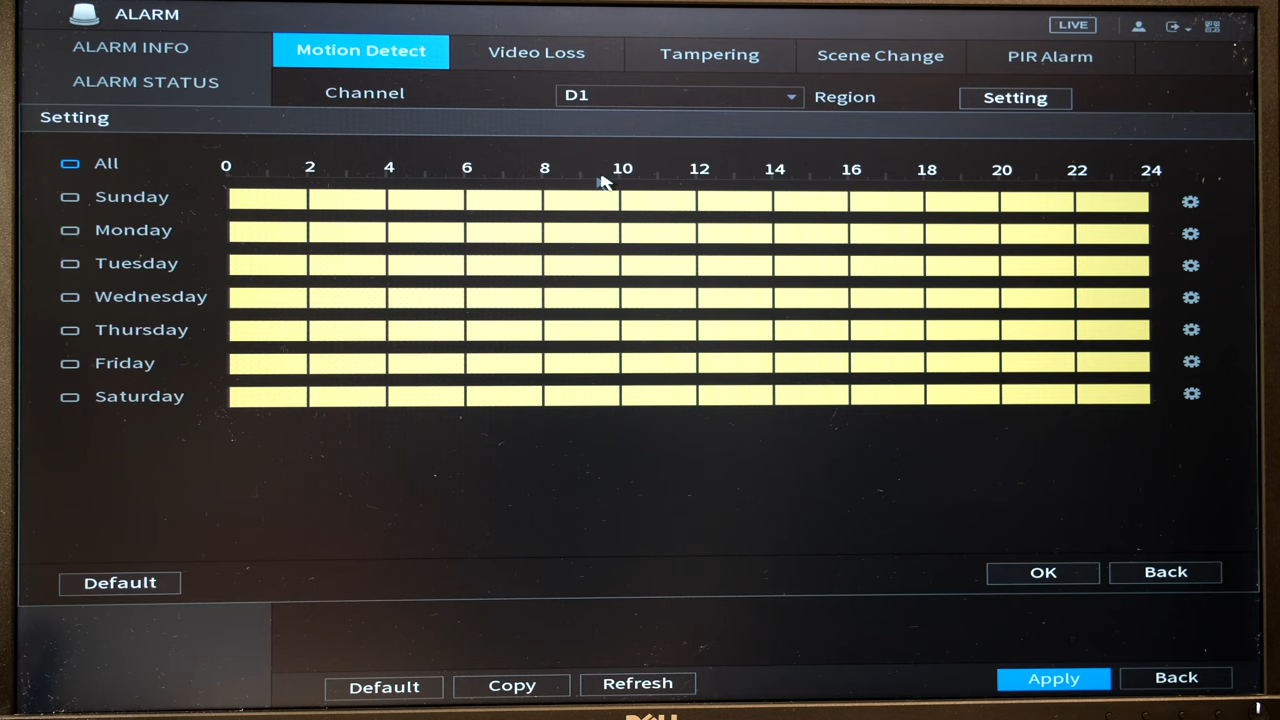 ALARM
LIVE
ALARM INFO
Motion Detect Video Loss Tampering Scene Change PIR Alarm
ALARM STATUS
Channel D1 Region Setting
Setting
All 0 2 4 6 8 10 12 14 16 18 20 22 24
Sunday
Monday
Tuesday
Wednesday
Thursday
Friday
Saturday
Default OK Back
Default Copy Refresh Apply Back
DELL